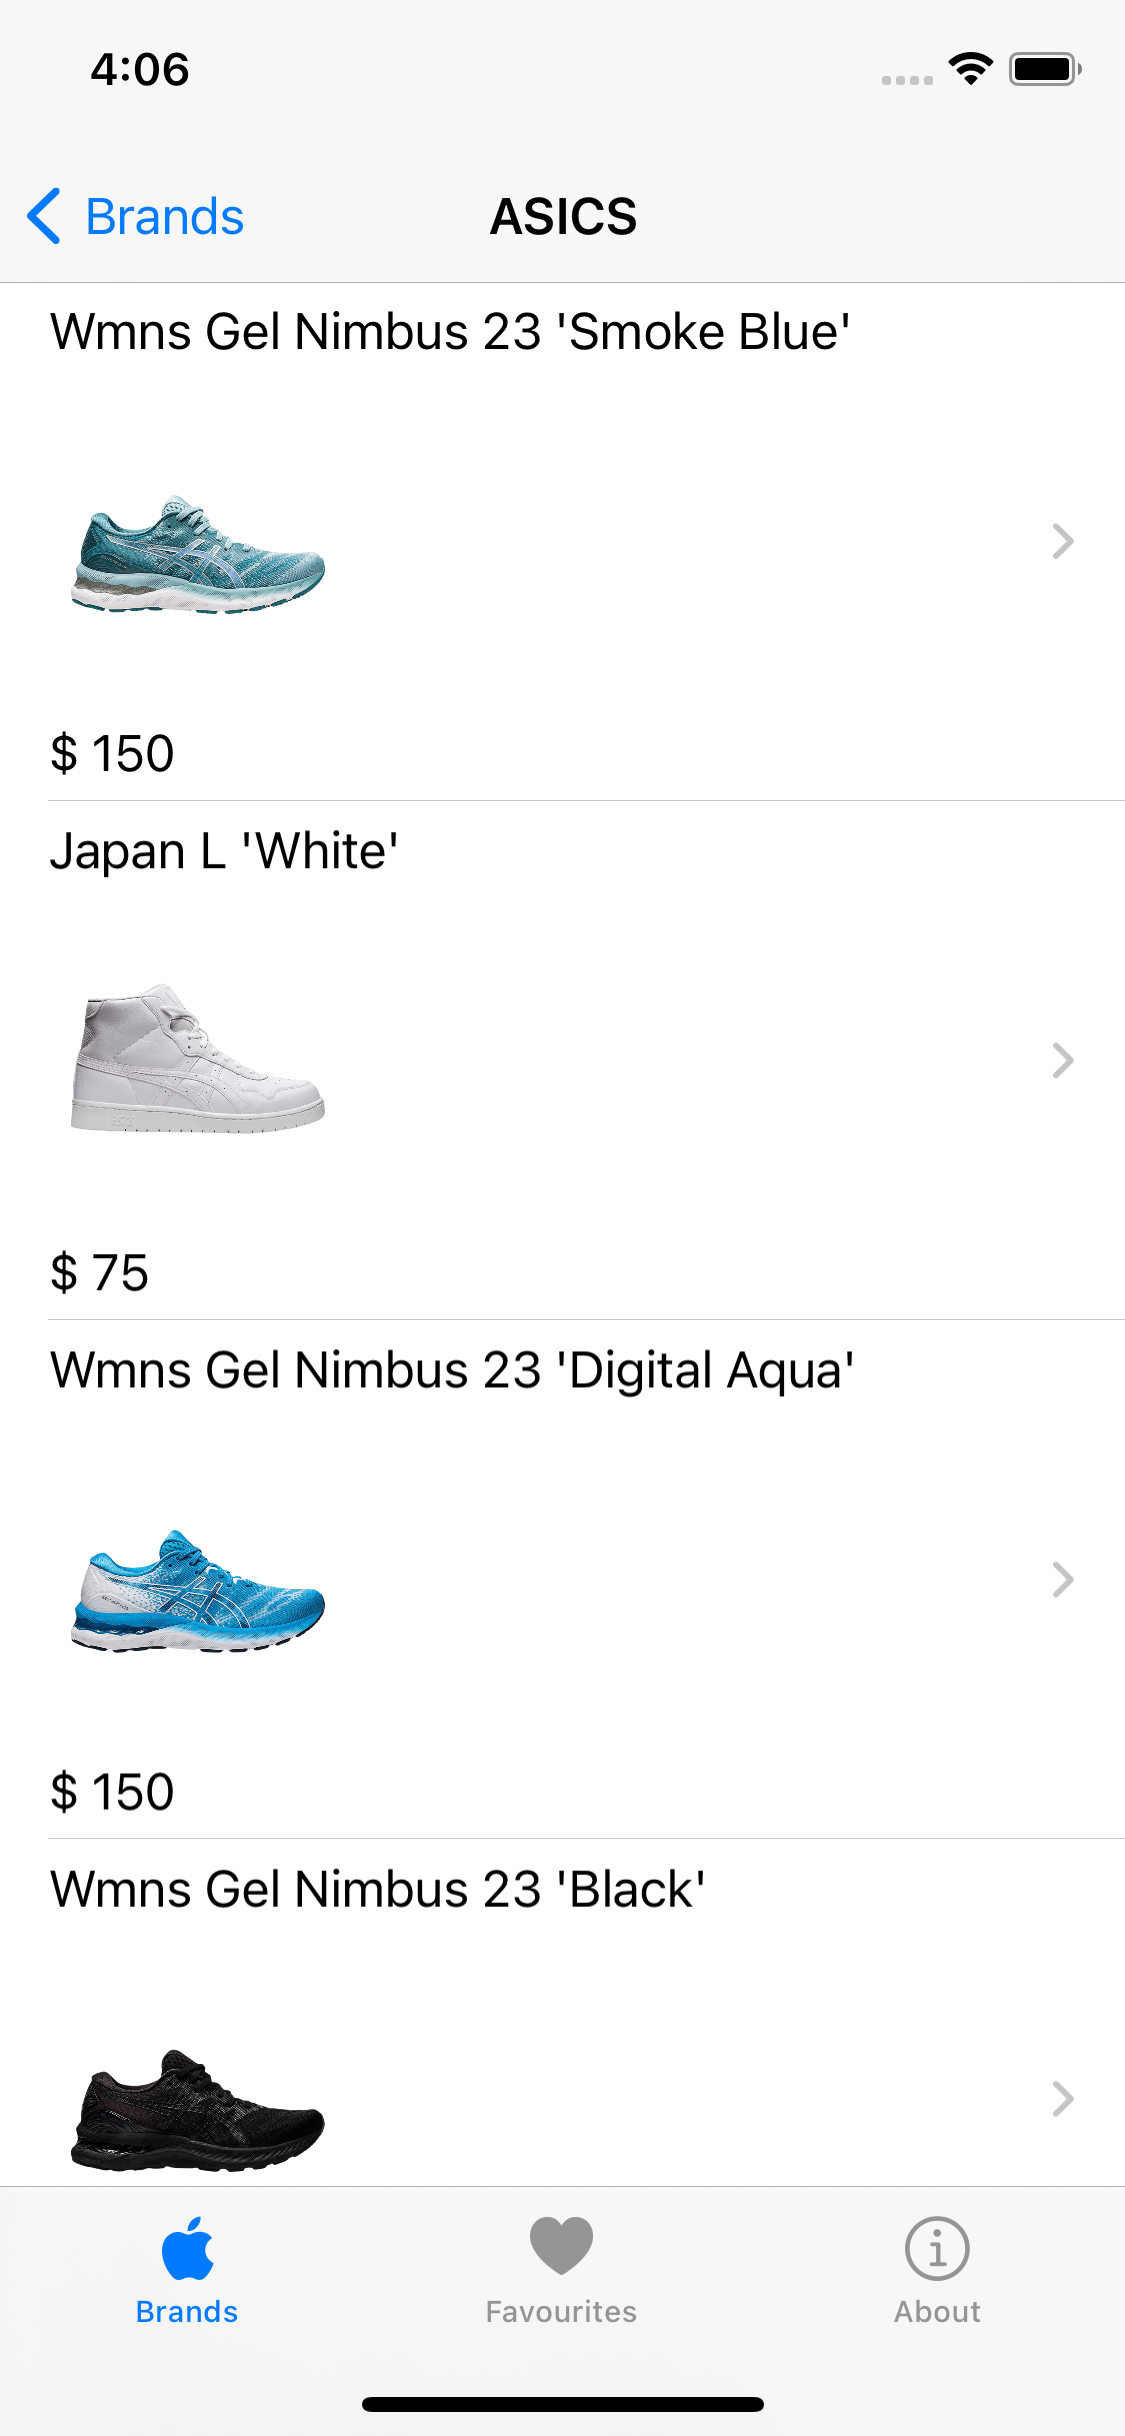 4:06
Brands
ASICS
Wmns Gel Nimbus 23 'Smoke Blue'
$ 150
Japan L 'White'
$ 75
Wmns Gel Nimbus 23 'Digital Aqua'
$ 150
Wmns Gel Nimbus 23 'Black'
Brands
Favourites
About